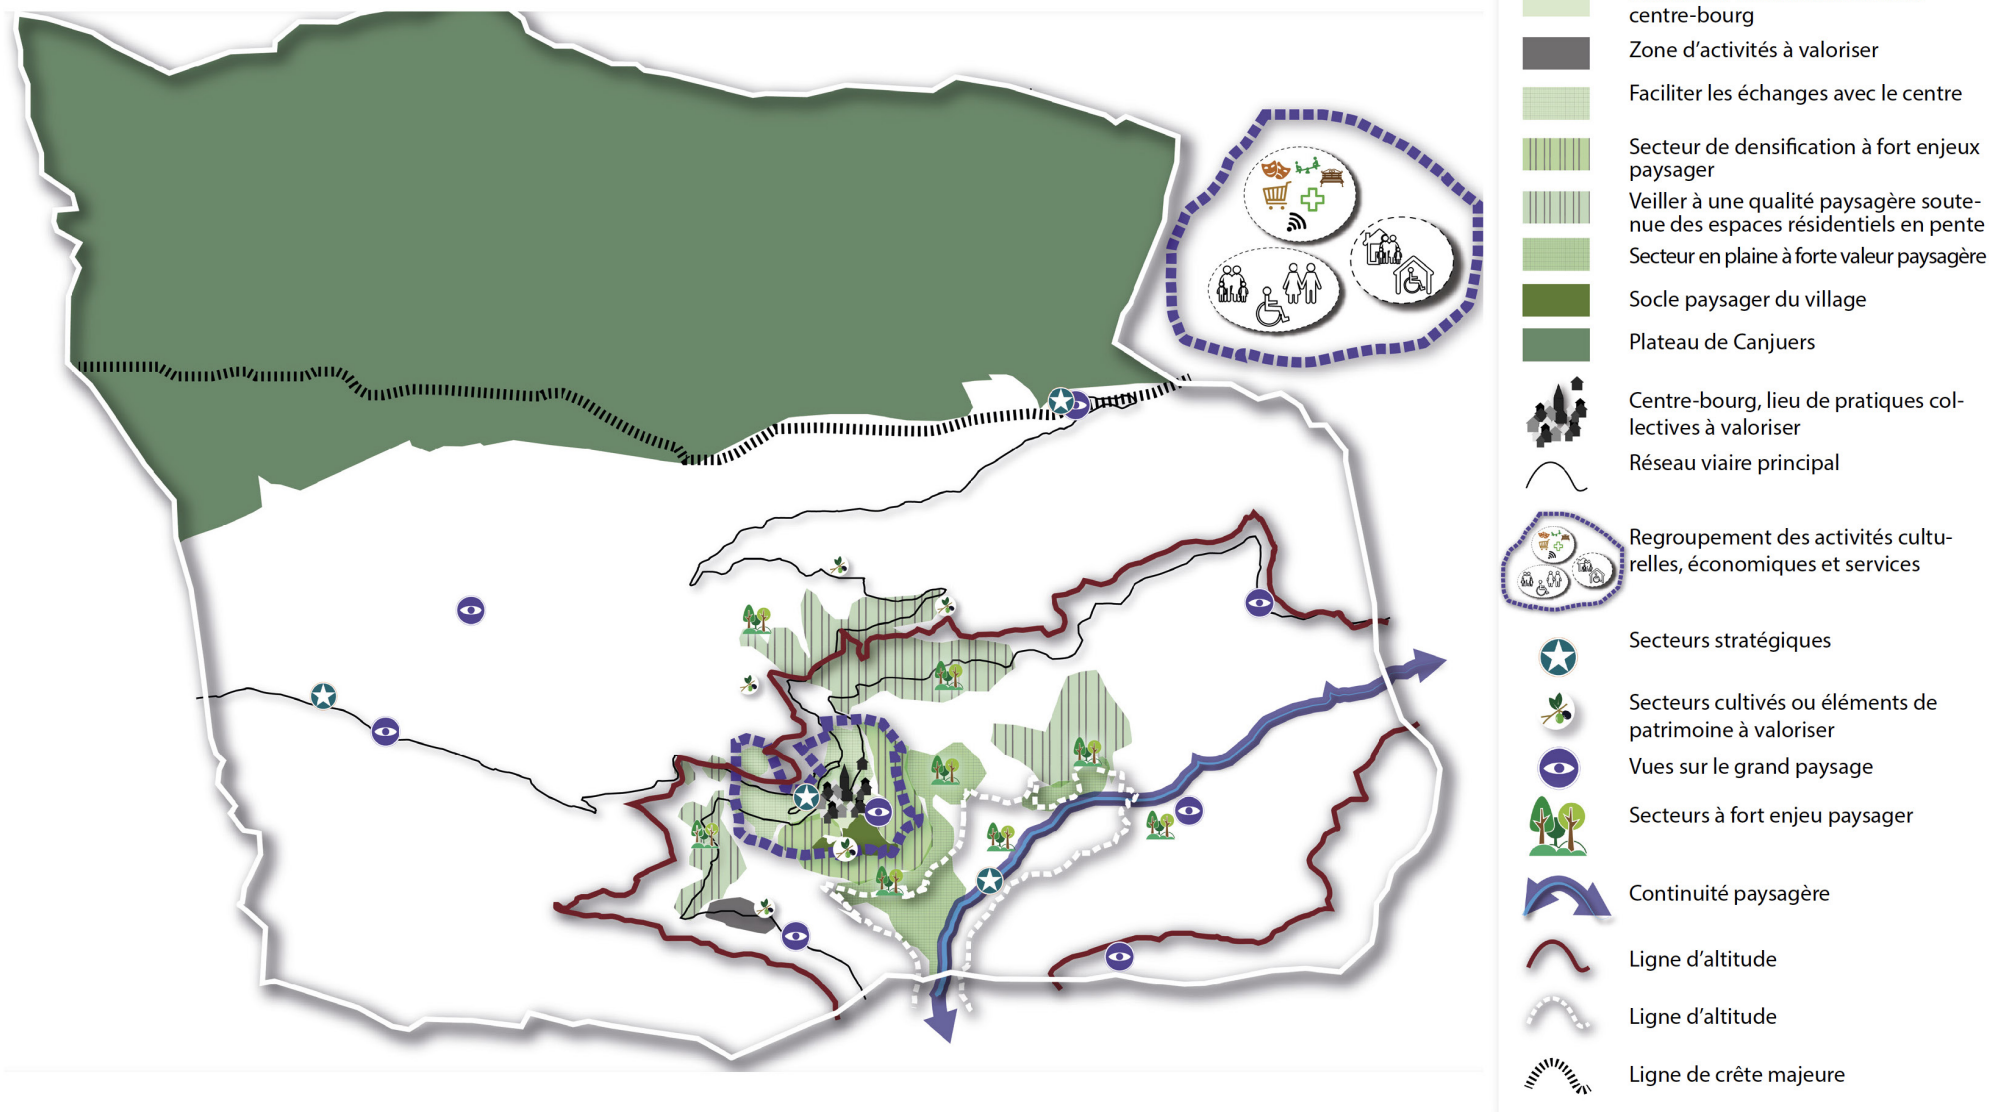 centre-bourg
Zone d’activités à valoriser
Faciliter les échanges avec le centre
Secteur de densification à fort enjeux
paysager
Veiller à une qualité paysagère soute-
nue des espaces résidentiels en pente
Secteur en plaine à forte valeur paysagère
Socle paysager du village
Plateau de Canjuers
Centre-bourg, lieu de pratiques col-
lectives à valoriser
Réseau viaire principal
Regroupement des activités cultu-
relles, économiques et services
Secteurs stratégiques
Secteurs cultivés ou éléments de
patrimoine à valoriser
Vues sur le grand paysage
Secteurs à fort enjeu paysager
Continuité paysagère
Ligne d’altitude
Ligne d’altitude
Ligne de crête majeure